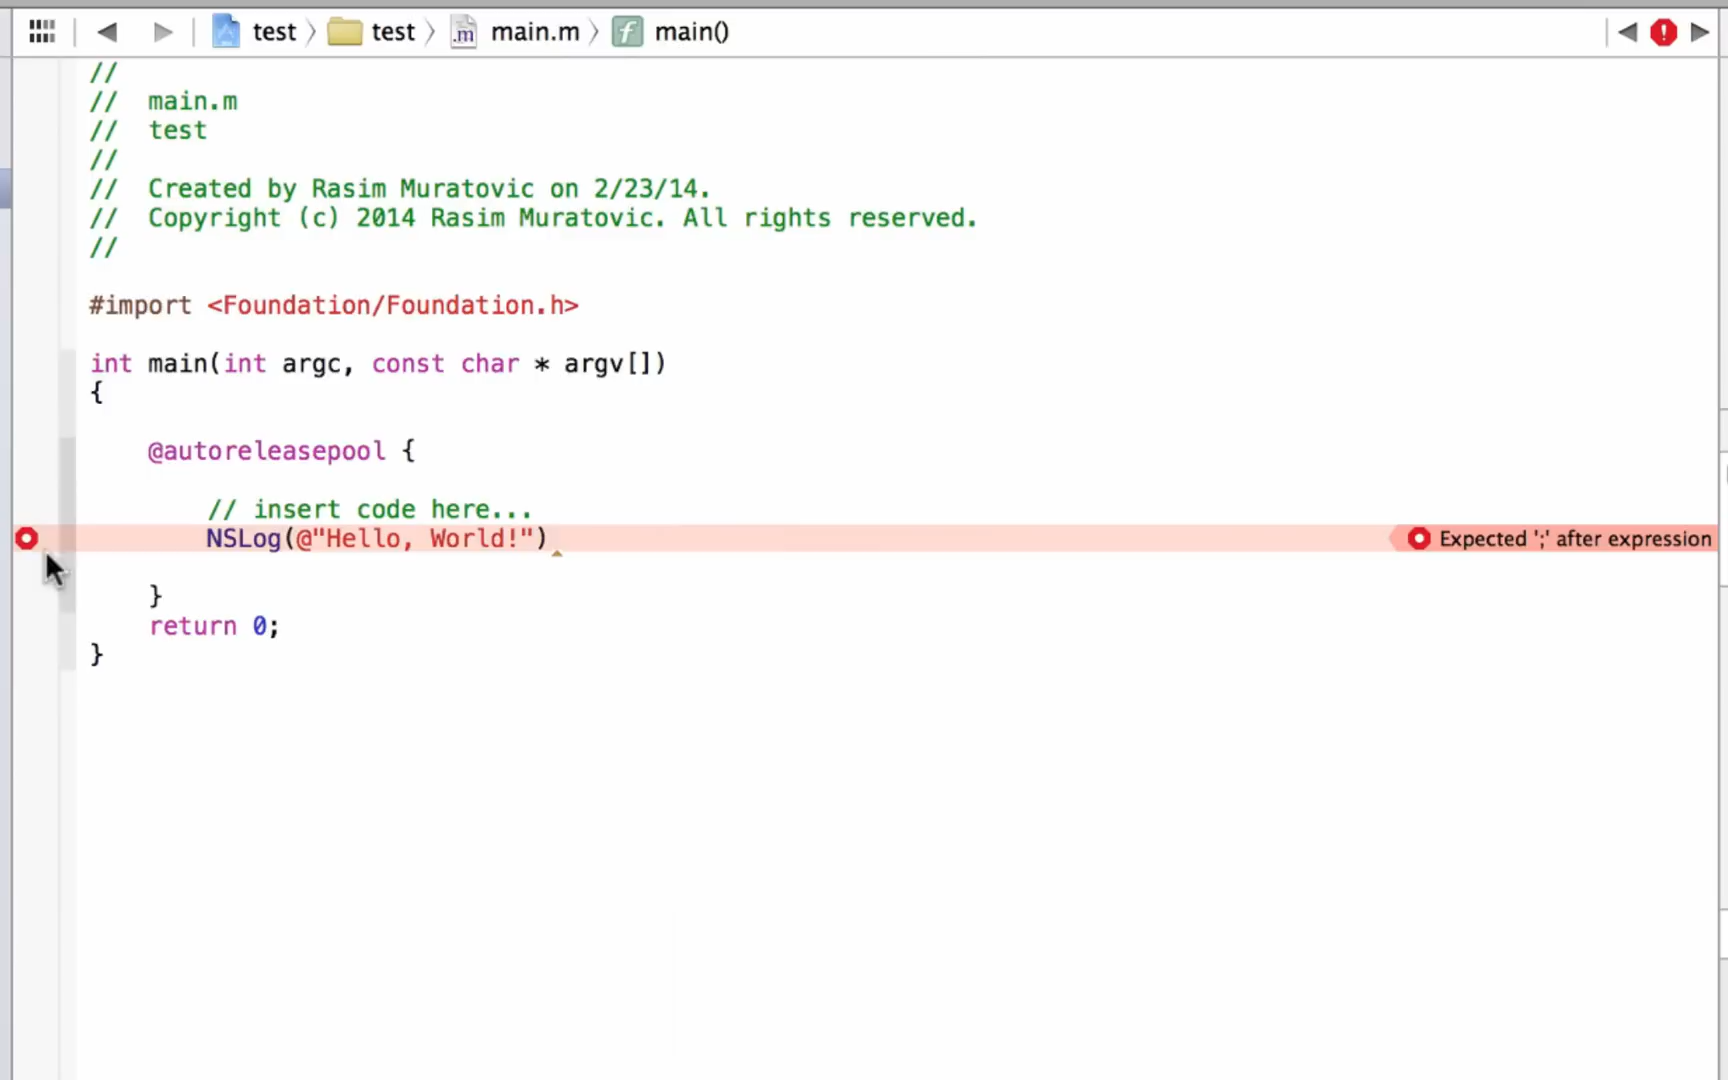 test test main.m main()
//
//  main.m
//  test
//
//  Created by Rasim Muratovic on 2/23/14.
//  Copyright (c) 2014 Rasim Muratovic. All rights reserved.
//
#import <Foundation/Foundation.h>
int main(int argc, const char * argv[])
{
    @autoreleasepool {
        // insert code here...
        NSLog(@"Hello, World!") Expected ';' after expression
    }
    return 0;
}